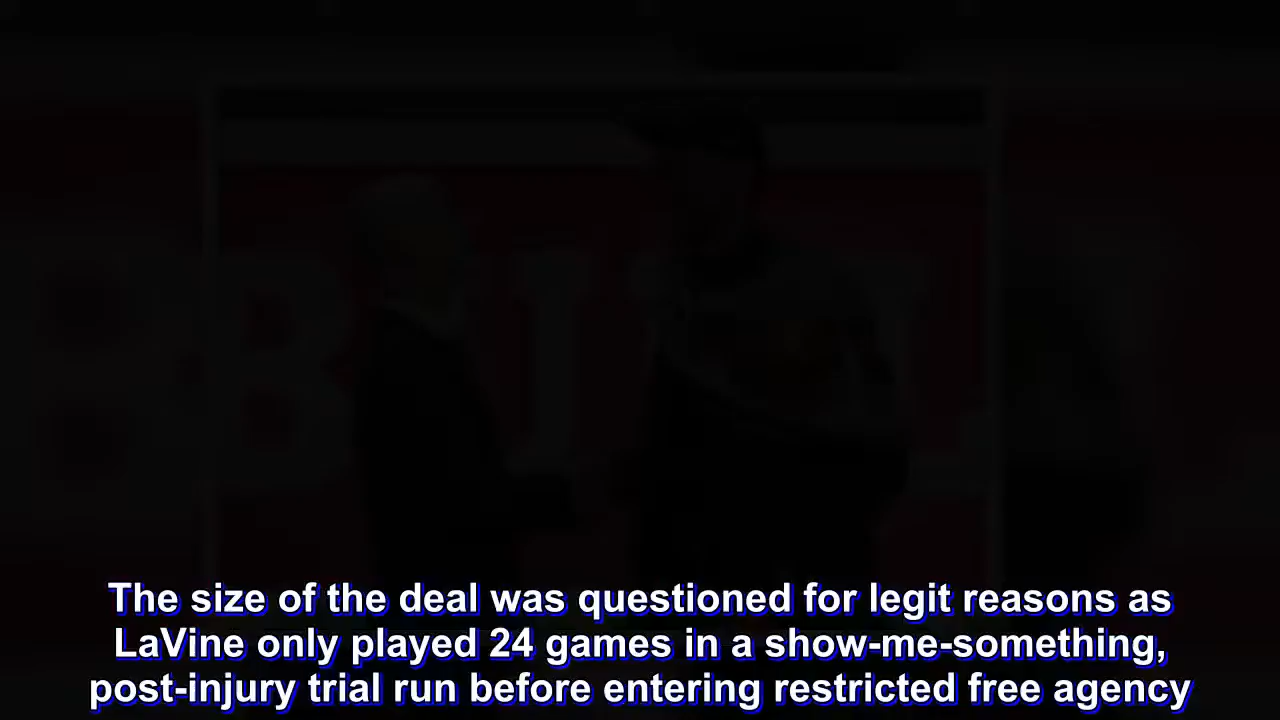 The size of the deal was questioned for legit reasons as
LaVine only played 24 games in a show-me-something,
post-injury trial run before entering restricted free agency